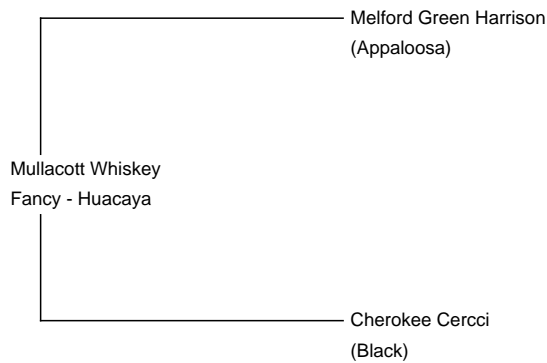 Melford Green Harrison
(Appaloosa)
Mullacott Whiskey
Fancy - Huacaya
Cherokee Cercci
(Black)